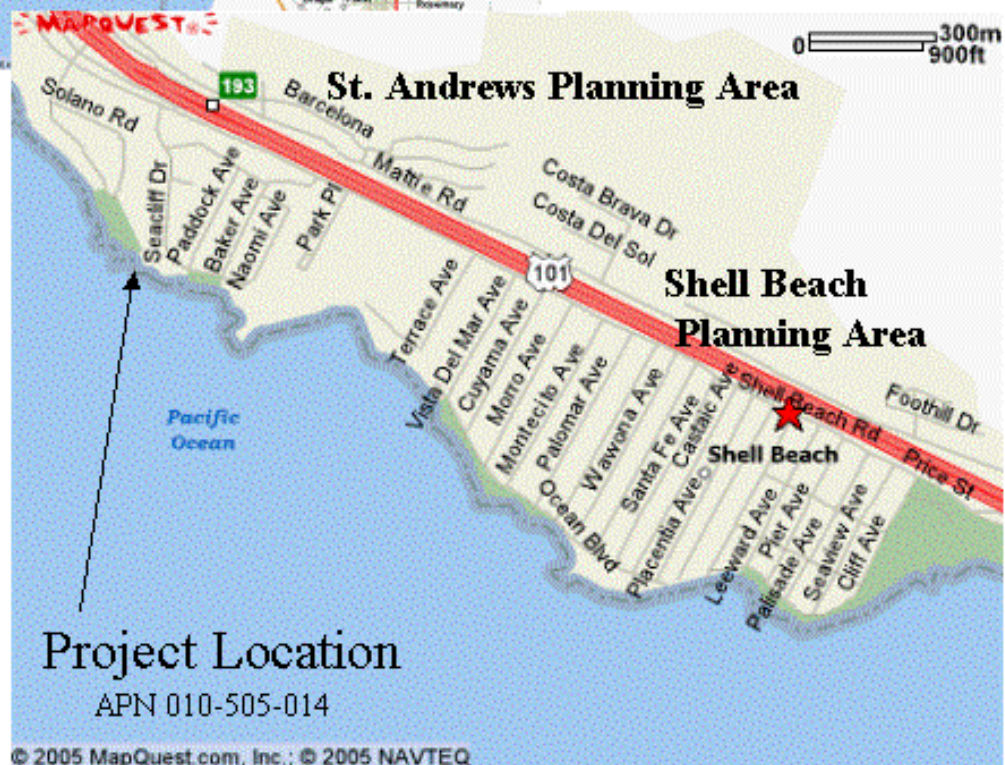 Rosemary
MAPQUEST
0 300m
900ft
193
St. Andrews Planning Area
Solano Rd
Barcelona
Mattie Rd
Seacliff Dr
Paddock Ave
Baker Ave
Naomi Ave
Park Pl
Costa Brava Dr
Costa Del Sol
101
Shell Beach
Planning Area
Terrace Ave
Vista Del Mar Ave
Cuyama Ave
Morro Ave
Montecito Ave
Palomar Ave
Wawona Ave
Santa Fe Ave
Castaic Ave
Shell Beach Rd
Foothill Dr
Price St
Pacific
Ocean
Shell Beach
Ocean Blvd
Placentia Ave
Leeward Ave
Pier Ave
Palisade Ave
Seaview Ave
Cliff Ave
Project Location
APN 010-505-014
© 2005 MapQuest.com, Inc.; © 2005 NAVTEQ